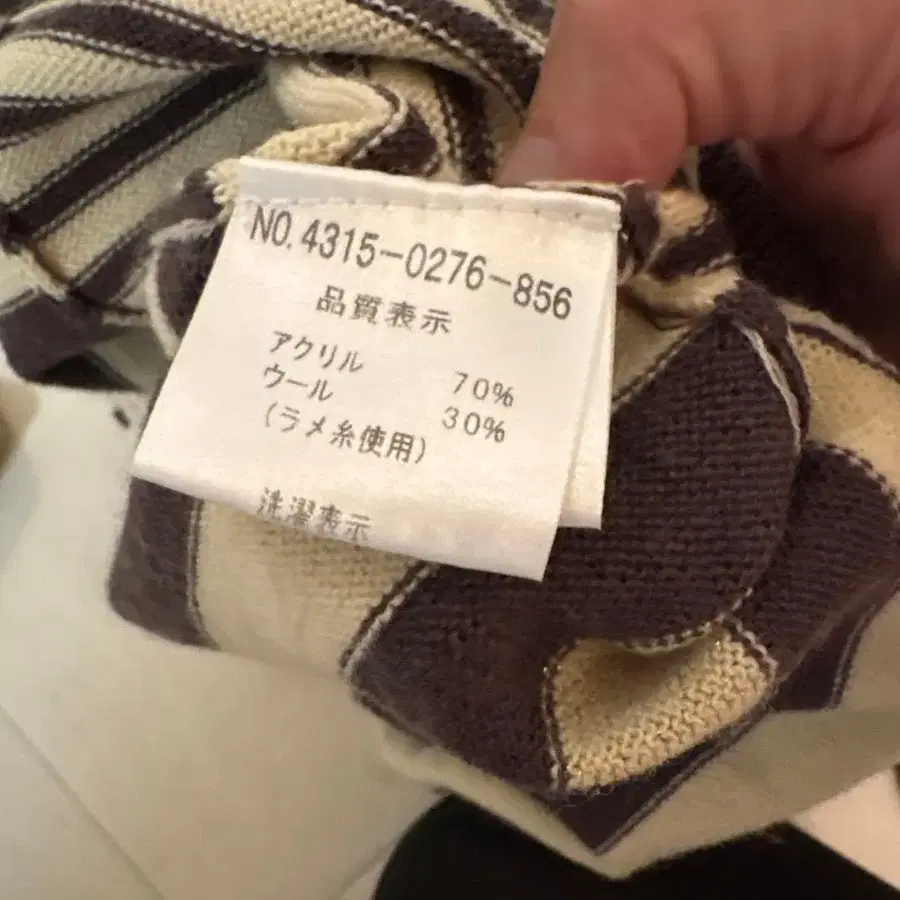 NO.4315-0276-856
品質表示
アクリル 70%
ウール 30%
(ラメ糸使用)
洗濯表示